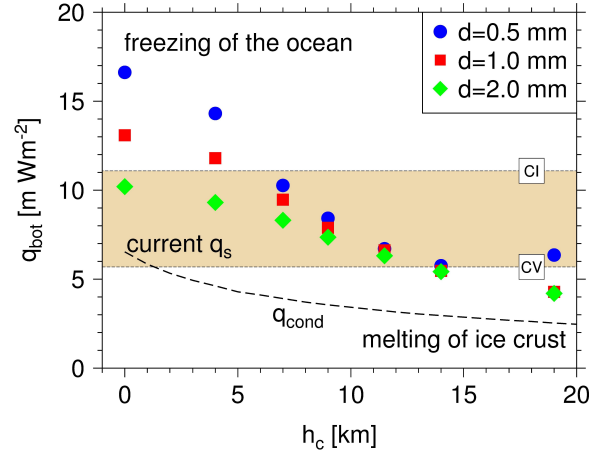 20
15
10
5
0
q_bot [m Wm^-2]
freezing of the ocean
d=0.5 mm
d=1.0 mm
d=2.0 mm
CI
current q_s
CV
q_cond
melting of ice crust
0 5 10 15 20
h_c [km]